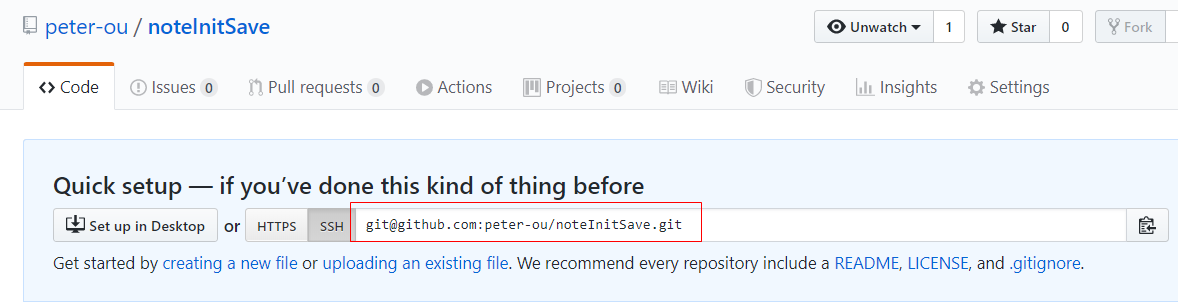 peter-ou / noteInitSave
Unwatch 1 Star 0 Fork
Code Issues 0 Pull requests 0 Actions Projects 0 Wiki Security Insights Settings
Quick setup — if you’ve done this kind of thing before
Set up in Desktop or HTTPS SSH git@github.com:peter-ou/noteInitSave.git
Get started by creating a new file or uploading an existing file. We recommend every repository include a README, LICENSE, and .gitignore.